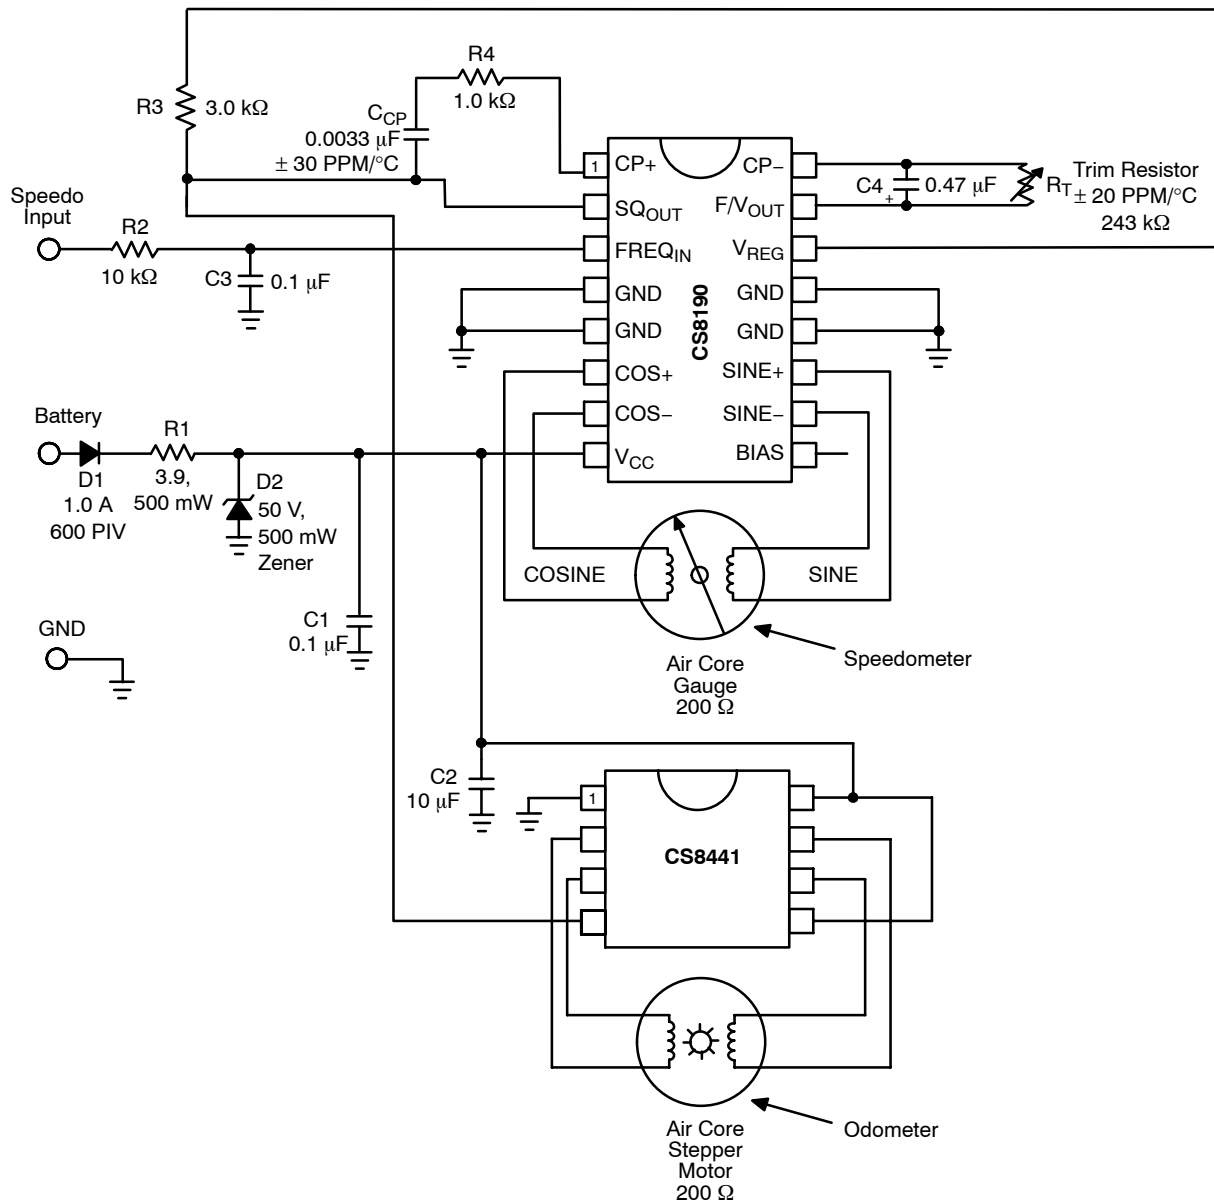 R4
1.0 kΩ
R3
3.0 kΩ
CCP
0.0033 μF
± 30 PPM/°C
Speedo
Input
R2
10 kΩ
C3
0.1 μF
1
CP+
SQOUT
FREQIN
GND
GND
COS+
COS−
VCC
CS8190
CP−
F/VOUT
VREG
GND
GND
SINE+
SINE−
BIAS
C4
+
0.47 μF
RT
Trim Resistor
± 20 PPM/°C
243 kΩ
Battery
D1
1.0 A
600 PIV
R1
3.9,
500 mW
D2
50 V,
500 mW
Zener
C1
0.1 μF
GND
COSINE
SINE
Speedometer
Air Core
Gauge
200 Ω
C2
10 μF
1
CS8441
Odometer
Air Core
Stepper
Motor
200 Ω